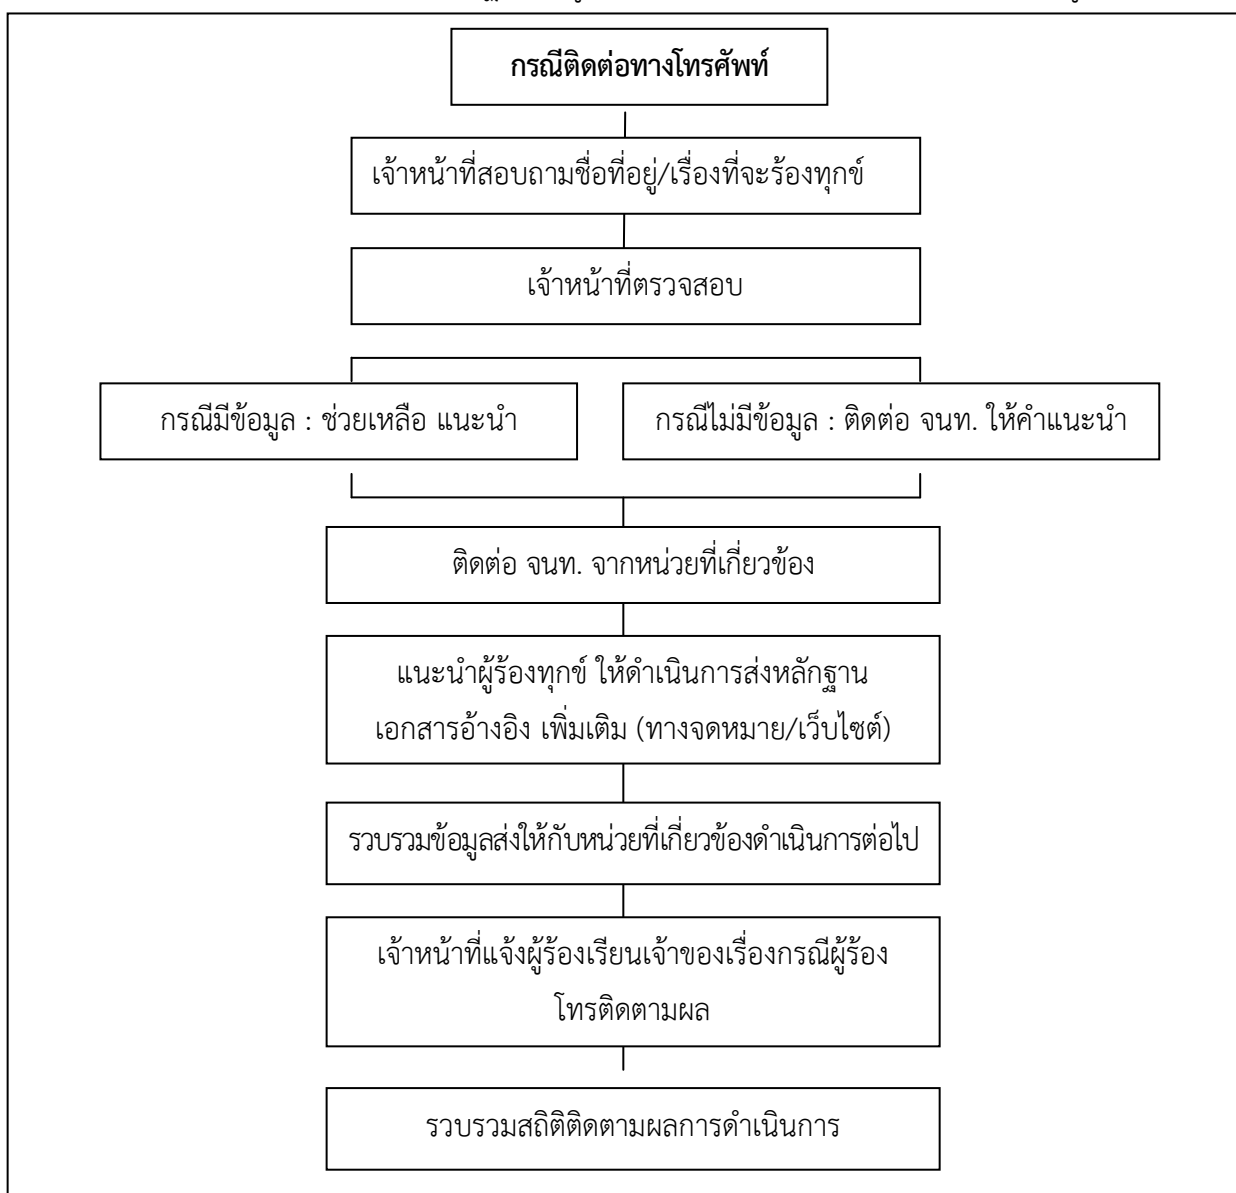 กรณีติดต่อทางโทรศัพท์
เจ้าหน้าที่สอบถามชื่อที่อยู่/เรื่องที่จะร้องทุกข์
เจ้าหน้าที่ตรวจสอบ
กรณีมีข้อมูล : ช่วยเหลือ แนะนำ
กรณีไม่มีข้อมูล : ติดต่อ จนท. ให้คำแนะนำ
ติดต่อ จนท. จากหน่วยที่เกี่ยวข้อง
แนะนำผู้ร้องทุกข์ ให้ดำเนินการส่งหลักฐาน
เอกสารอ้างอิง เพิ่มเติม (ทางจดหมาย/เว็บไซต์)
รวบรวมข้อมูลส่งให้กับหน่วยที่เกี่ยวข้องดำเนินการต่อไป
เจ้าหน้าที่แจ้งผู้ร้องเรียนเจ้าของเรื่องกรณีผู้ร้อง
โทรติดตามผล
รวบรวมสถิติติดตามผลการดำเนินการ